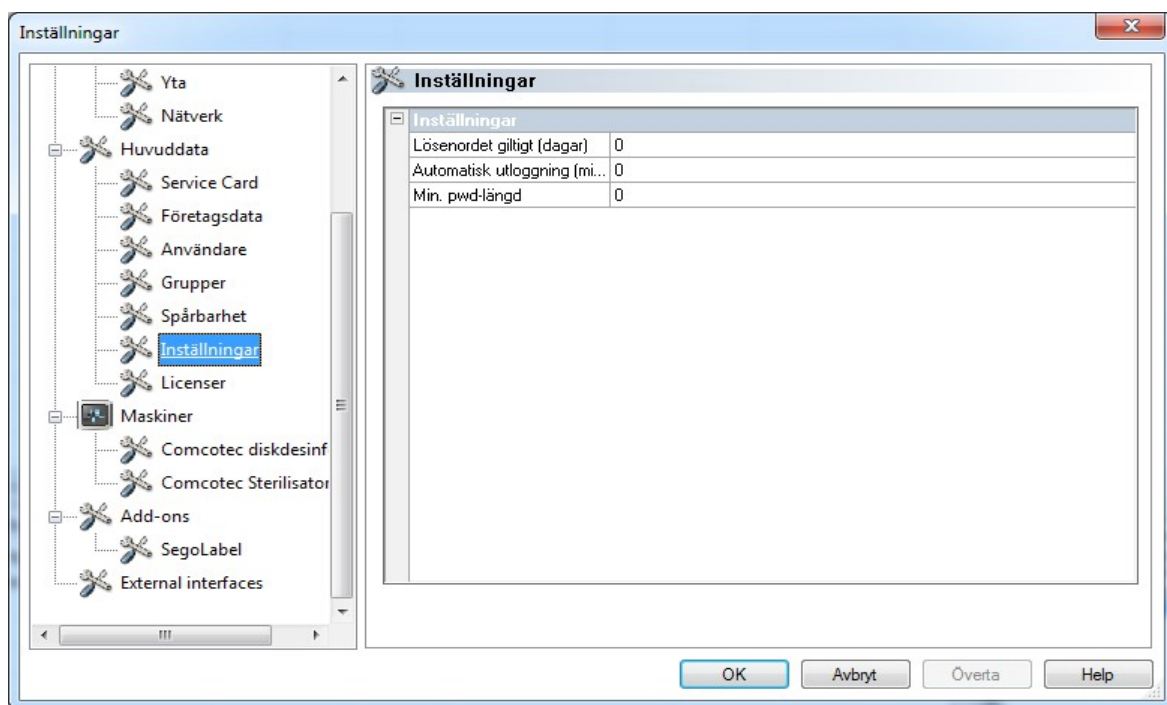 Inställningar
Yta
Nätverk
Huvuddata
Service Card
Företagsdata
Användare
Grupper
Spårbarhet
Inställningar
Licenser
Maskiner
Comcotec diskdesinf
Comcotec Sterilisator
Add-ons
SegoLabel
External interfaces
Inställningar
Inställningar
Lösenordet giltigt (dagar) 0
Automatisk utloggning (mi... 0
Min. pwd-längd 0
OK Avbryt Överta Help